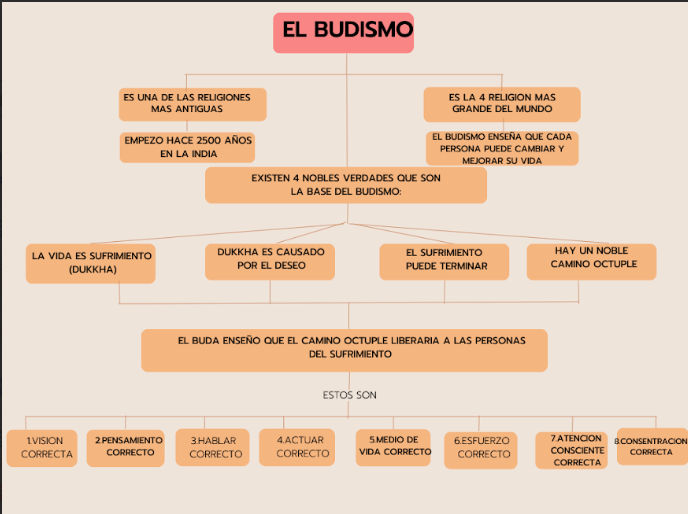 EL BUDISMO
ES UNA DE LAS RELIGIONES
MAS ANTIGUAS
ES LA 4 RELIGION MAS
GRANDE DEL MUNDO
EMPEZO HACE 2500 AÑOS
EN LA INDIA
EL BUDISMO ENSEÑA QUE CADA
PERSONA PUEDE CAMBIAR Y
MEJORAR SU VIDA
EXISTEN 4 NOBLES VERDADES QUE SON
LA BASE DEL BUDISMO:
LA VIDA ES SUFRIMIENTO
(DUKKHA)
DUKKHA ES CAUSADO
POR EL DESEO
EL SUFRIMIENTO
PUEDE TERMINAR
HAY UN NOBLE
CAMINO OCTUPLE
EL BUDA ENSEÑO QUE EL CAMINO OCTUPLE LIBERARIA A LAS PERSONAS
DEL SUFRIMIENTO
ESTOS SON
1.VISION
CORRECTA
2.PENSAMIENTO
CORRECTO
3.HABLAR
CORRECTO
4.ACTUAR
CORRECTO
5.MEDIO DE
VIDA CORRECTO
6.ESFUERZO
CORRECTO
7.ATENCION
CONSCIENTE
CORRECTA
8.CONSENTRACION
CORRECTA